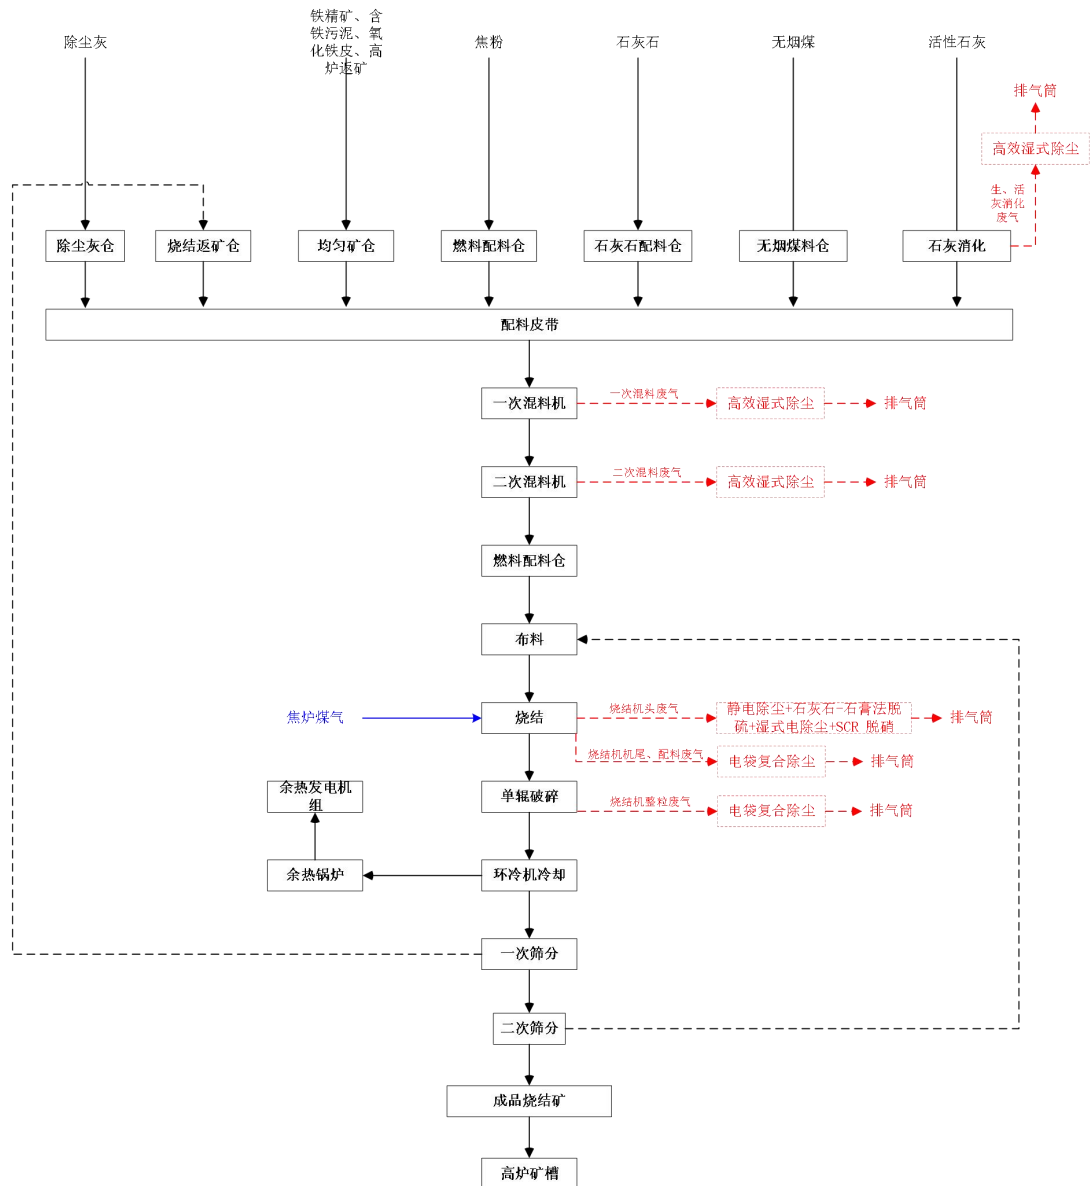 除尘灰
铁精矿、含
铁污泥、氧
化铁皮、高
炉返矿
焦粉
石灰石
无烟煤
活性石灰
排气筒
高效湿式除尘
生、活
灰消化
废气
除尘灰仓
烧结返矿仓
均匀矿仓
燃料配料仓
石灰石配料仓
无烟煤料仓
石灰消化
配料皮带
一次混料机
一次混料废气
高效湿式除尘
排气筒
二次混料机
二次混料废气
高效湿式除尘
排气筒
燃料配料仓
布料
焦炉煤气
烧结
烧结机头废气
静电除尘+石灰石-石膏法脱
硫+湿式电除尘+SCR 脱硝
排气筒
烧结机机尾、配料废气
电袋复合除尘
排气筒
余热发电机
组
单辊破碎
烧结机整粒废气
电袋复合除尘
排气筒
余热锅炉
环冷机冷却
一次筛分
二次筛分
成品烧结矿
高炉矿槽